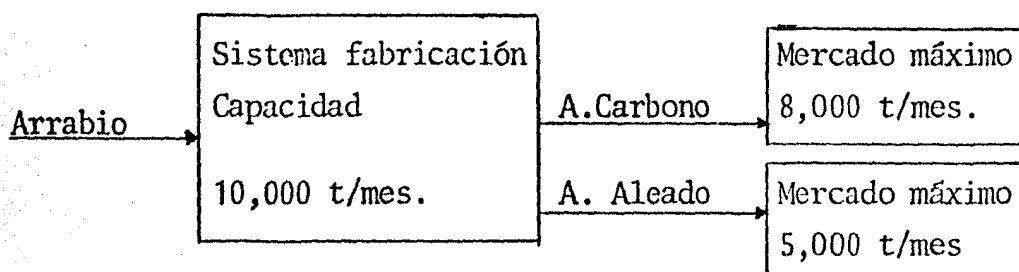 Arrabio
Sistema fabricación
Capacidad
10,000 t/mes.
A.Carbono
A. Aleado
Mercado máximo
8,000 t/mes.
Mercado máximo
5,000 t/mes